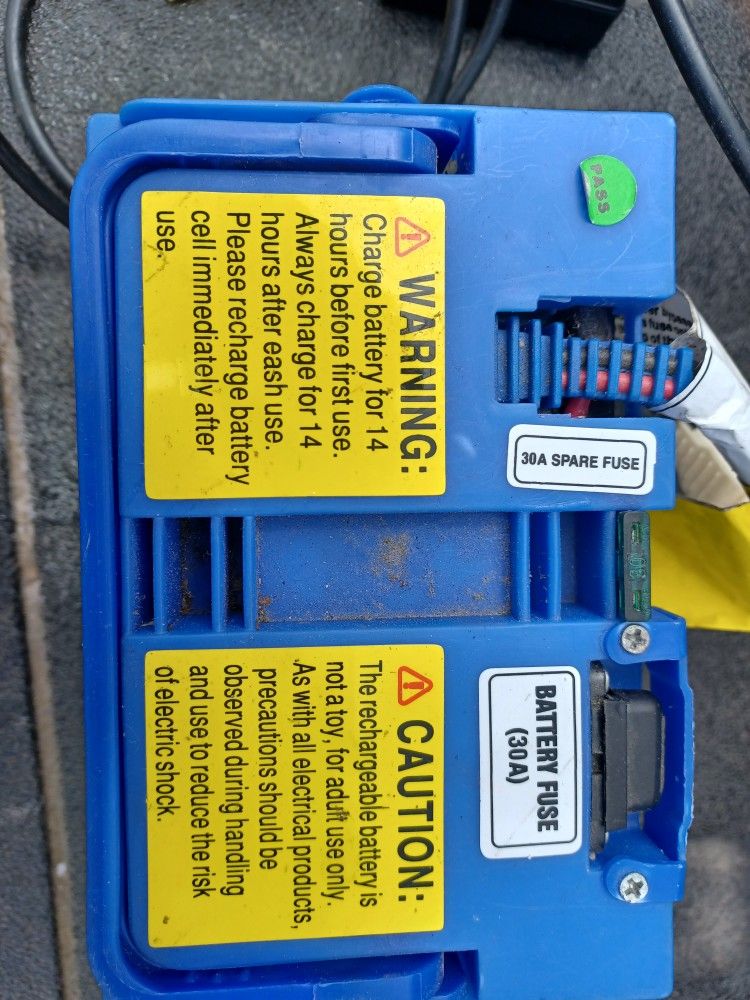 WARNING:
Charge battery for 14
hours before first use.
Always charge for 14
hours after eash use.
Please recharge battery
cell immediately after
use.
CAUTION:
The rechargeable battery is
not a toy, for adult use only.
As with all electrical products,
precautions should be
observed during handling
and use to reduce the risk
of electric shock.
PASS
30A SPARE FUSE
30
BATTERY FUSE
(30A)